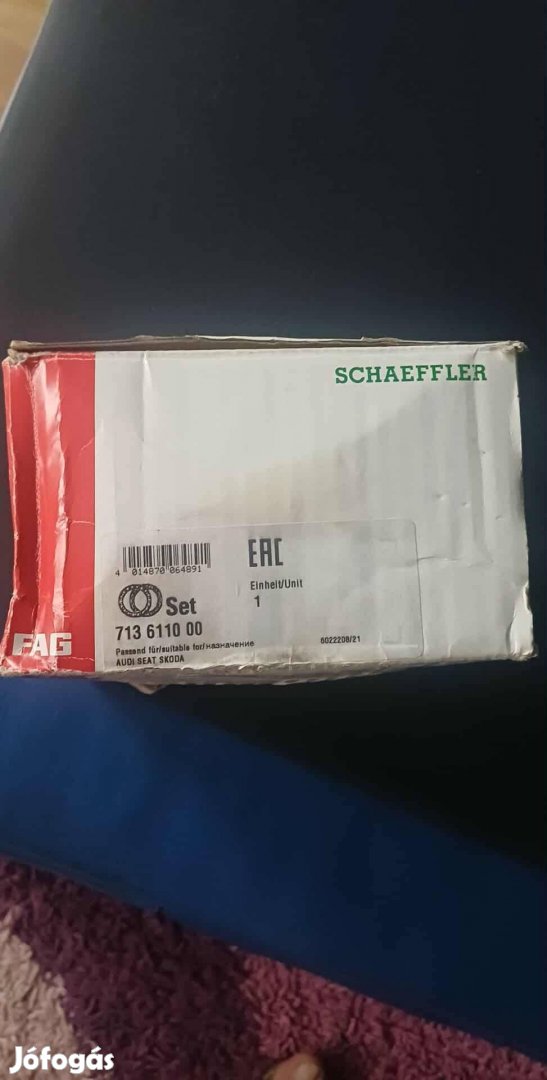 SCHAEFFLER
4 014870 064891
EAC
Einheit/Unit
1
Set
713 6110 00
Passend für/suitable for/назначение
AUDI SEAT SKODA
6022208/21
FAG
Jófogás